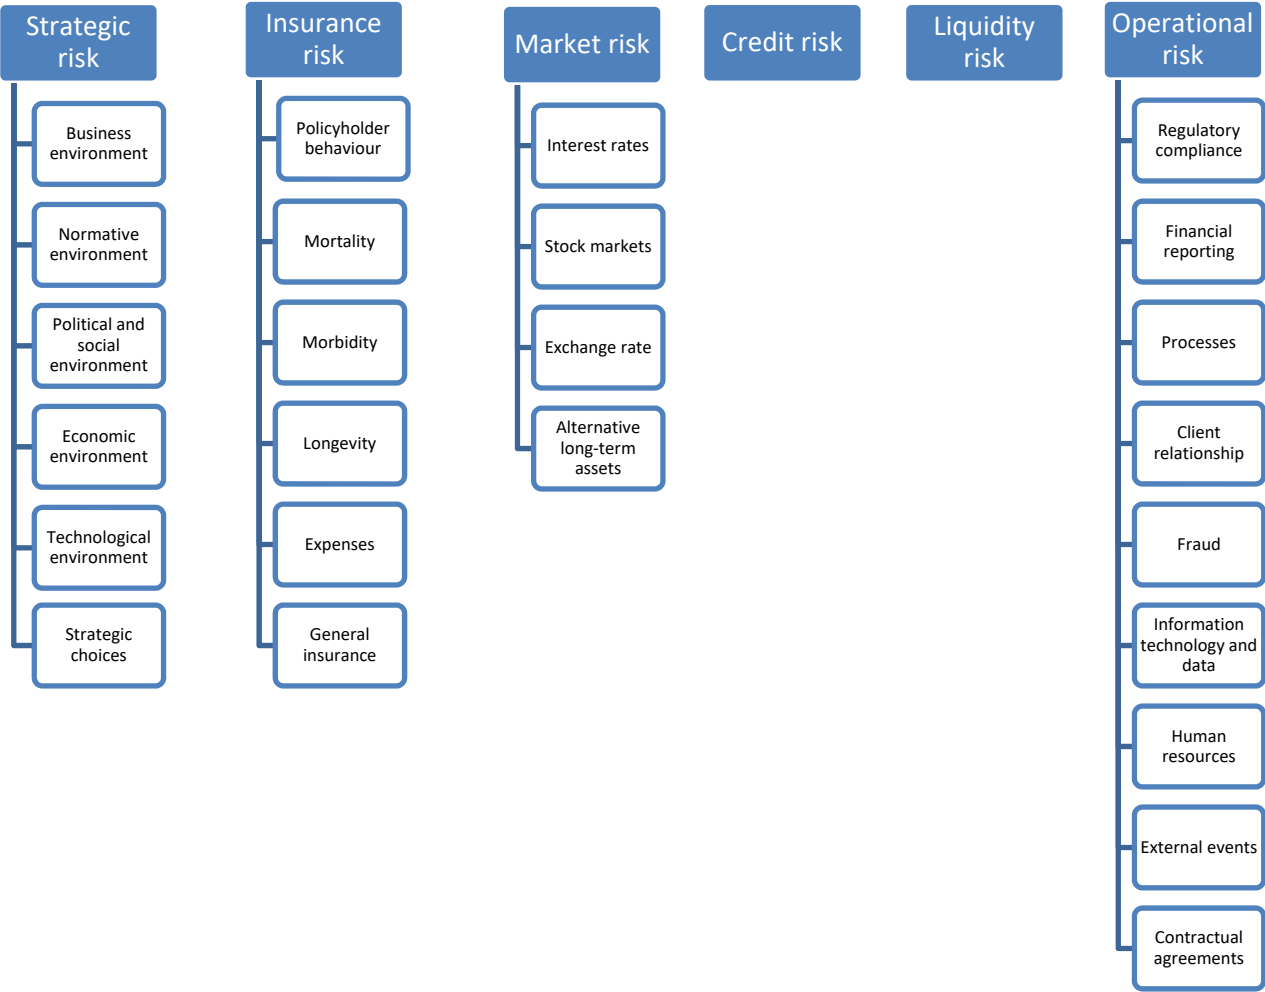 Strategic
risk
Business
environment
Normative
environment
Political and
social
environment
Economic
environment
Technological
environment
Strategic
choices
Insurance
risk
Policyholder
behaviour
Mortality
Morbidity
Longevity
Expenses
General
insurance
Market risk
Interest rates
Stock markets
Exchange rate
Alternative
long-term
assets
Credit risk
Liquidity
risk
Operational
risk
Regulatory
compliance
Financial
reporting
Processes
Client
relationship
Fraud
Information
technology and
data
Human
resources
External events
Contractual
agreements